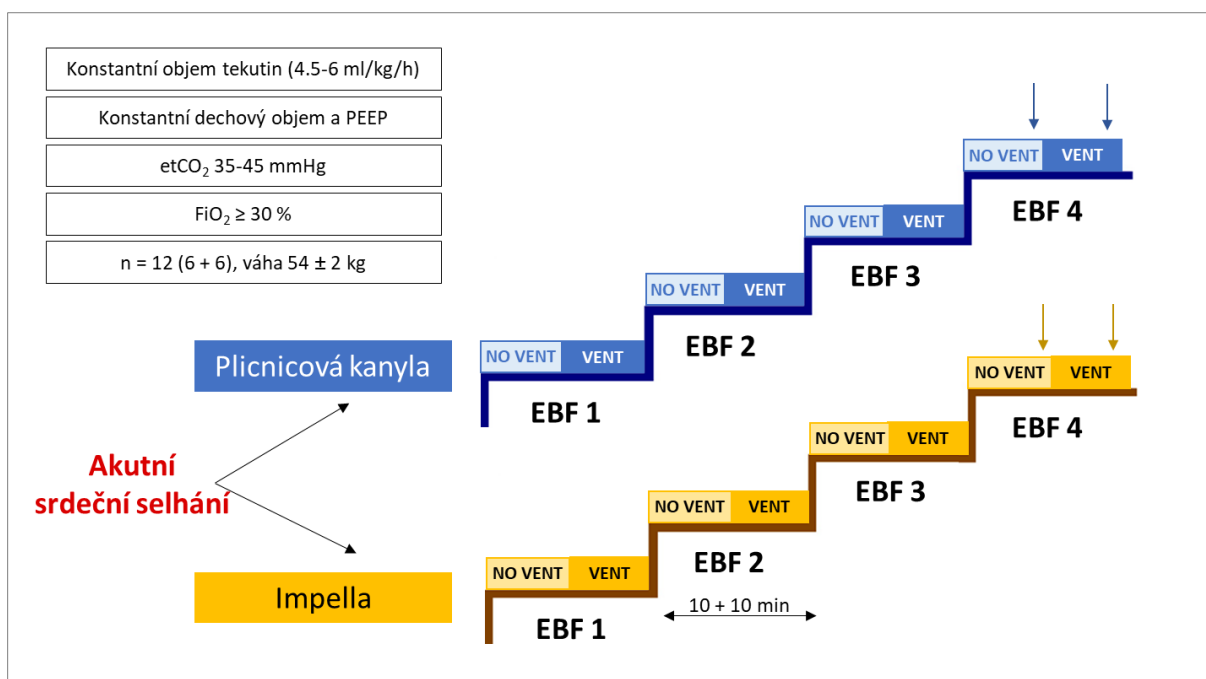 Konstantní objem tekutin (4.5-6 ml/kg/h)
Konstantní dechový objem a PEEP
etCO₂ 35-45 mmHg
FiO₂ ≥ 30 %
n = 12 (6 + 6), váha 54 ± 2 kg
NO VENT VENT
EBF 4
NO VENT VENT
EBF 3
NO VENT VENT
EBF 2
Plicnicová kanyla
NO VENT VENT
EBF 1
Akutní
srdeční selhání
NO VENT VENT
EBF 4
NO VENT VENT
EBF 3
NO VENT VENT
EBF 2
Impella
NO VENT VENT
EBF 1
10 + 10 min